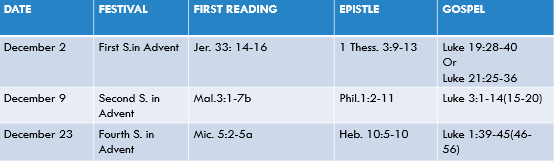 DATE FESTIVAL FIRST READING EPISTLE GOSPEL
December 2 First S.in Advent Jer. 33: 14-16 1 Thess. 3:9-13 Luke 19:28-40
Or
Luke 21:25-36
December 9 Second S. in Mal.3:1-7b Phil.1:2-11 Luke 3:1-14(15-20)
Advent
December 23 Fourth S. in Mic. 5:2-5a Heb. 10:5-10 Luke 1:39-45(46-
Advent 56)